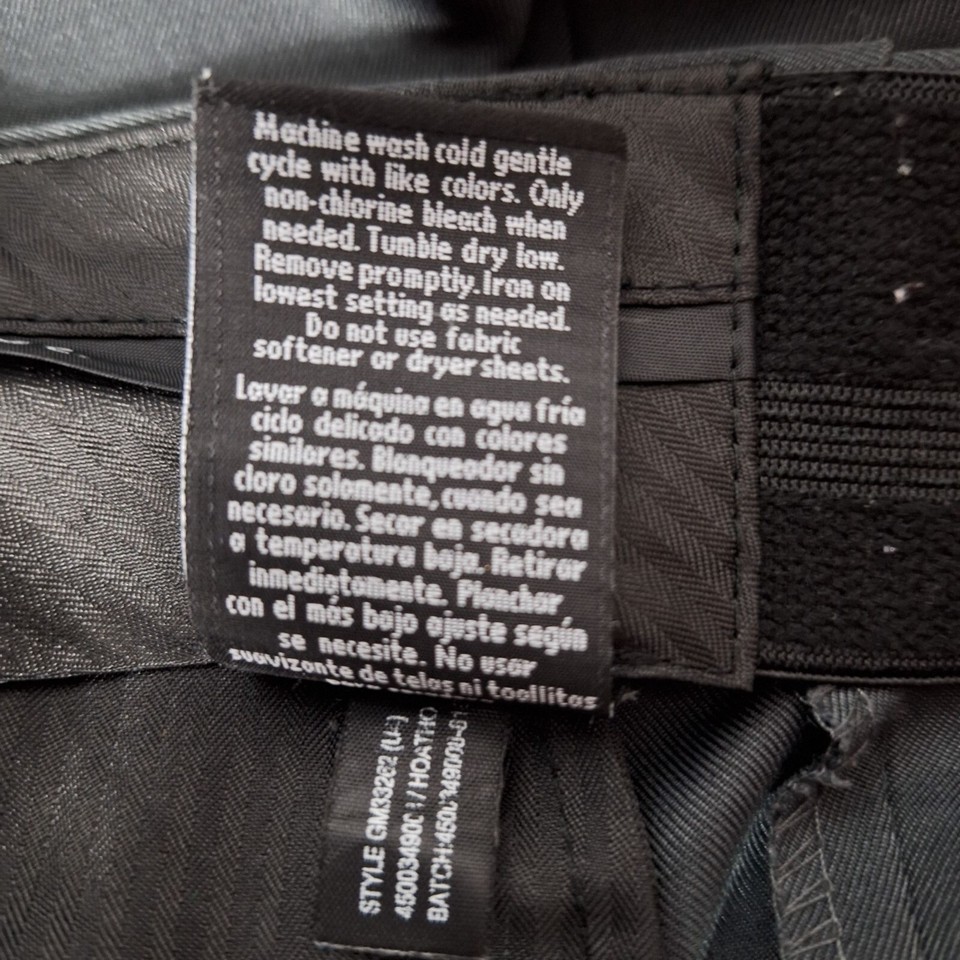 Machine wash cold gentle
cycle with like colors. Only
non-chlorine bleach when
needed. Tumble dry low.
Remove promptly. Iron on
lowest setting as needed.
Do not use fabric
softener or dryer sheets.
Lavar a máquina en agua fría
ciclo delicado con colores
similares. Blanqueador sin
cloro solamente, cuando sea
necesario. Secar en secadora
a temperatura baja. Retirar
inmediatamente. Planchar
con el más bajo ajuste según
se necesite. No usar
suavizante de telas ni toallitas
STYLE GM33262
/ HOATHO